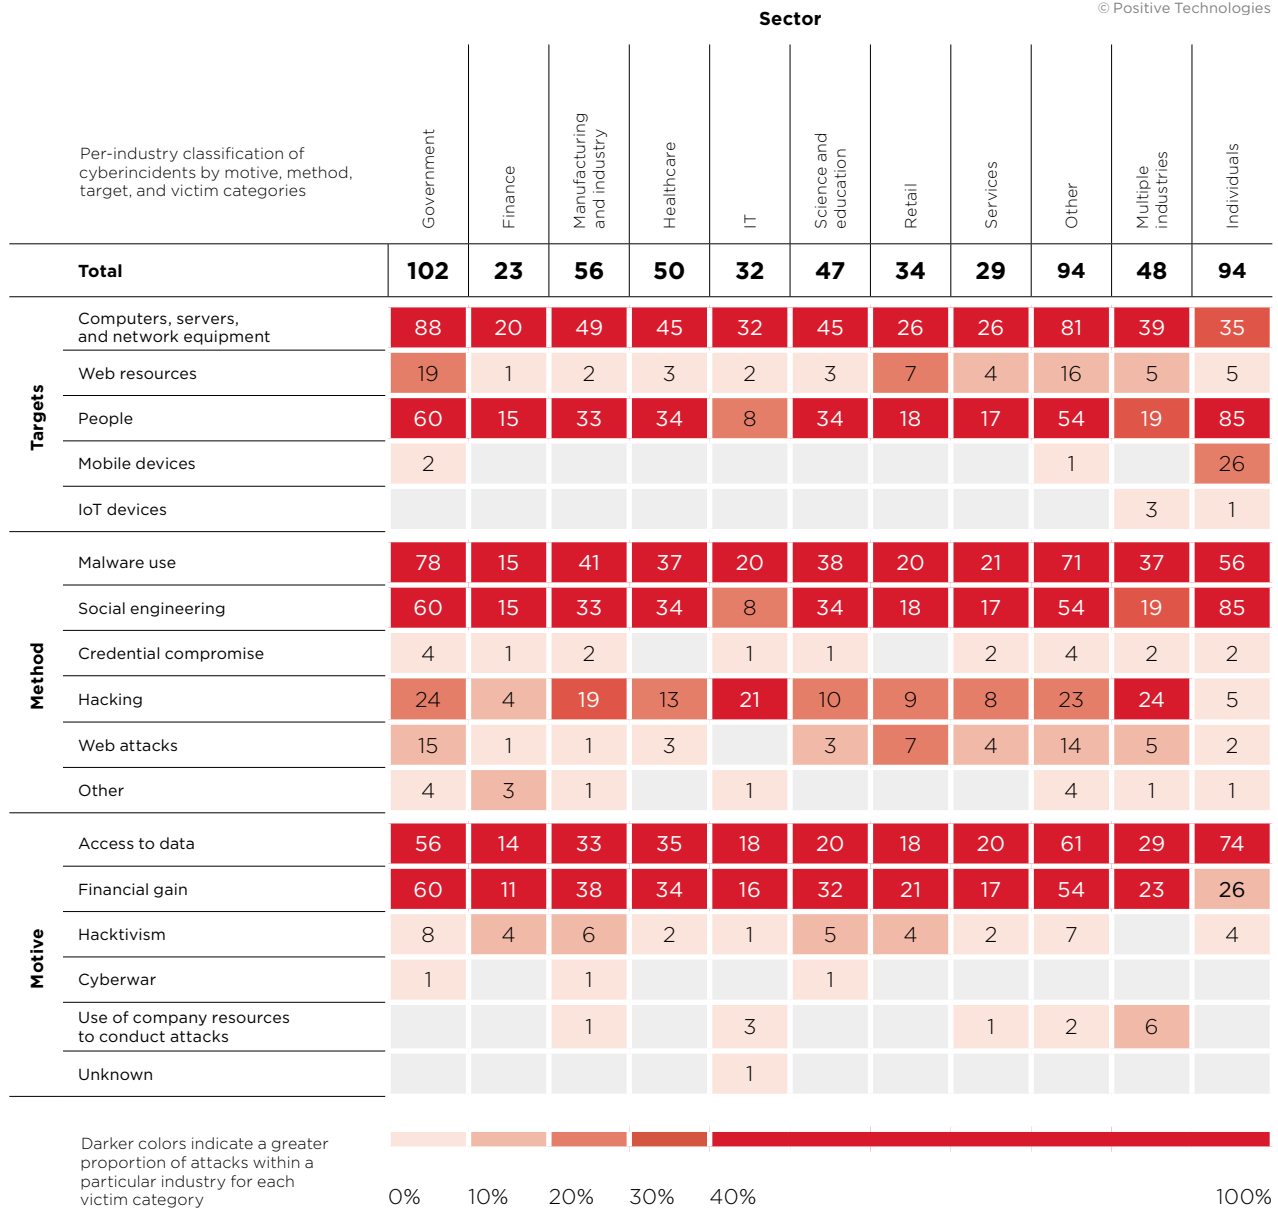 © Positive Technologies
Sector
Per-industry classification of
cyberincidents by motive, method,
target, and victim categories
Government
Finance
Manufacturing
and industry
Healthcare
IT
Science and
education
Retail
Services
Other
Multiple
industries
Individuals
Total 102 23 56 50 32 47 34 29 94 48 94
Targets
Computers, servers,
and network equipment 88 20 49 45 32 45 26 26 81 39 35
Web resources 19 1 2 3 2 3 7 4 16 5 5
People 60 15 33 34 8 34 18 17 54 19 85
Mobile devices 2 1 26
IoT devices 3 1
Method
Malware use 78 15 41 37 20 38 20 21 71 37 56
Social engineering 60 15 33 34 8 34 18 17 54 19 85
Credential compromise 4 1 2 1 1 2 4 2 2
Hacking 24 4 19 13 21 10 9 8 23 24 5
Web attacks 15 1 1 3 3 7 4 14 5 2
Other 4 3 1 1 4 1 1
Motive
Access to data 56 14 33 35 18 20 18 20 61 29 74
Financial gain 60 11 38 34 16 32 21 17 54 23 26
Hacktivism 8 4 6 2 1 5 4 2 7 4
Cyberwar 1 1 1
Use of company resources
to conduct attacks 1 3 1 2 6
Unknown 1
Darker colors indicate a greater
proportion of attacks within a
particular industry for each
victim category
0% 10% 20% 30% 40% 100%